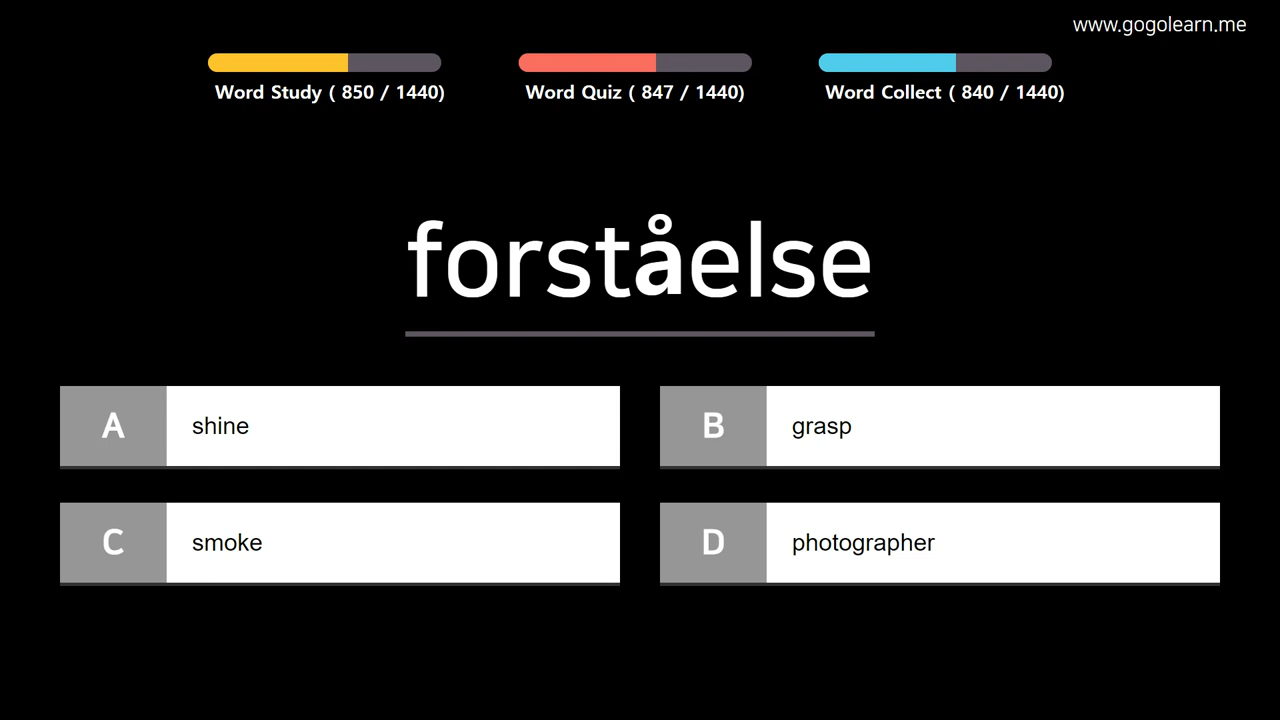 www.gogolearn.me
Word Study ( 850 / 1440)
Word Quiz ( 847 / 1440)
Word Collect ( 840 / 1440)
forståelse
A shine
B grasp
C smoke
D photographer